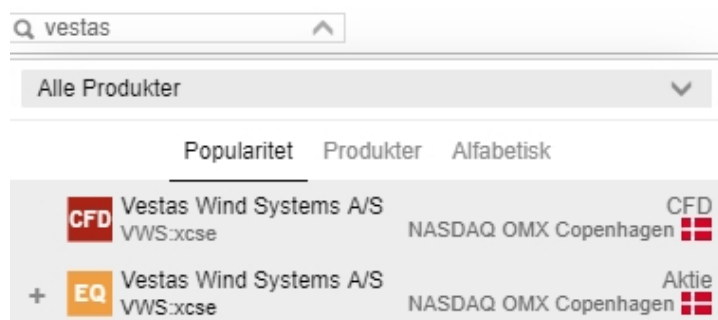 vestas
Alle Produkter
Popularitet Produkter Alfabetisk
CFD Vestas Wind Systems A/S CFD
VWS:xcse NASDAQ OMX Copenhagen
+ EQ Vestas Wind Systems A/S Aktie
VWS:xcse NASDAQ OMX Copenhagen